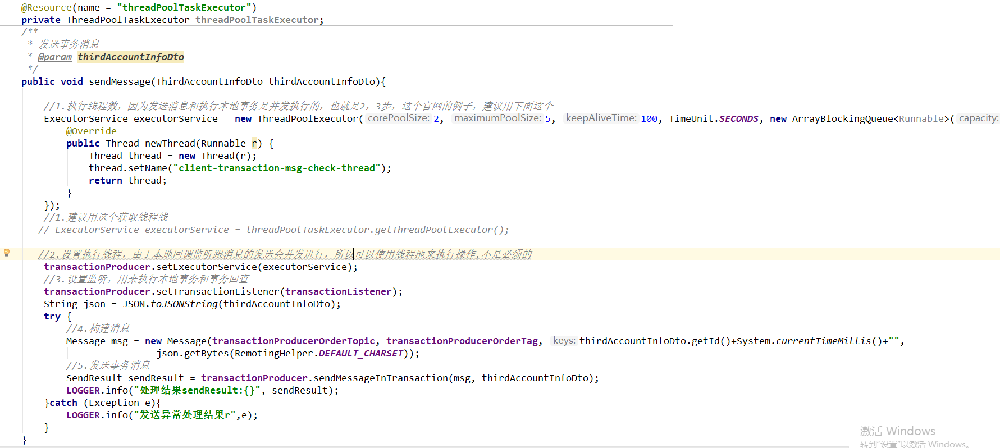 @Resource(name = "threadPoolTaskExecutor")
private ThreadPoolTaskExecutor threadPoolTaskExecutor;
/**
* 发送事务消息
* @param thirdAccountInfoDto
*/
public void sendMessage(ThirdAccountInfoDto thirdAccountInfoDto){
//1.执行线程数，因为发送消息和执行本地事务是并发执行的，也就是2，3步，这个官网的例子，建议用下面这个
ExecutorService executorService = new ThreadPoolExecutor( corePoolSize: 2, maximumPoolSize: 5, keepAliveTime: 100, TimeUnit.SECONDS, new ArrayBlockingQueue<Runnable>( capacity:
@Override
public Thread newThread(Runnable r) {
Thread thread = new Thread(r);
thread.setName("client-transaction-msg-check-thread");
return thread;
}
});
//1.建议用这个获取线程线
// ExecutorService executorService = threadPoolTaskExecutor.getThreadPoolExecutor();
//2.设置执行线程，由于本地回调监听跟消息的发送会并发进行，所以可以使用线程池来执行操作,不是必须的
transactionProducer.setExecutorService(executorService);
//3.设置监听，用来执行本地事务和事务回查
transactionProducer.setTransactionListener(transactionListener);
String json = JSON.toJSONString(thirdAccountInfoDto);
try {
//4.构建消息
Message msg = new Message(transactionProducerOrderTopic, transactionProducerOrderTag, keys: thirdAccountInfoDto.getId()+System.currentTimeMillis()+"",
json.getBytes(RemotingHelper.DEFAULT_CHARSET));
//5.发送事务消息
SendResult sendResult = transactionProducer.sendMessageInTransaction(msg, thirdAccountInfoDto);
LOGGER.info("处理结果sendResult:{}", sendResult);
}catch (Exception e){
LOGGER.info("发送异常处理结果r",e);
}
}
激活 Windows
转到"设置"以激活 Windows。